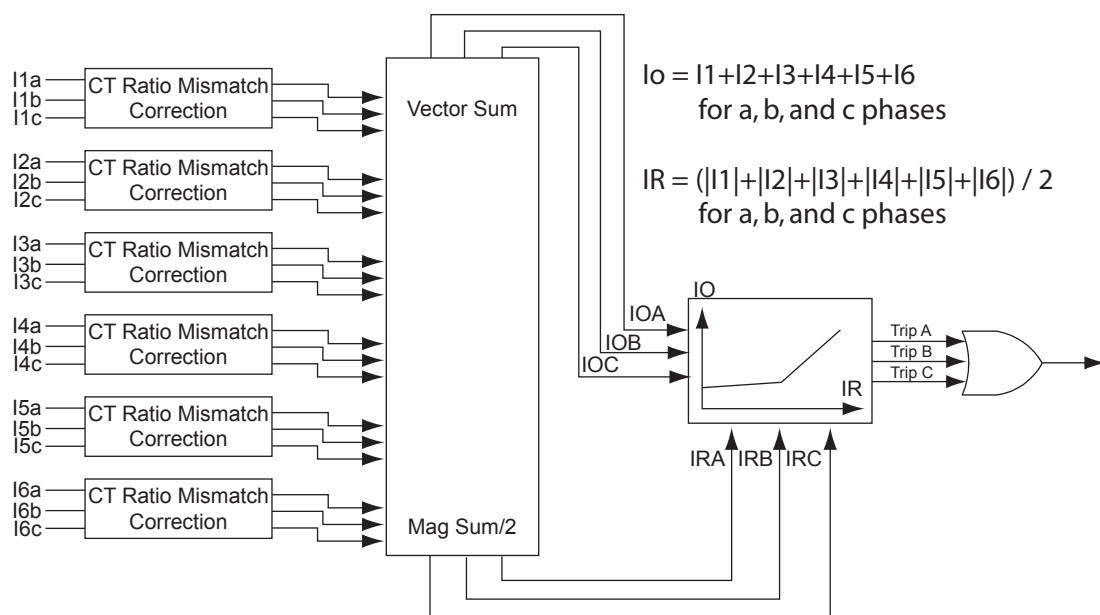 I1a
I1b
I1c
CT Ratio Mismatch
Correction
I2a
I2b
I2c
CT Ratio Mismatch
Correction
I3a
I3b
I3c
CT Ratio Mismatch
Correction
I4a
I4b
I4c
CT Ratio Mismatch
Correction
I5a
I5b
I5c
CT Ratio Mismatch
Correction
I6a
I6b
I6c
CT Ratio Mismatch
Correction
Vector Sum
Mag Sum/2
Io = I1+I2+I3+I4+I5+I6
for a, b, and c phases
IR = (|I1|+|I2|+|I3|+|I4|+|I5|+|I6|) / 2
for a, b, and c phases
IOA
IOB
IOC
IO
IR
IRA
IRB
IRC
Trip A
Trip B
Trip C